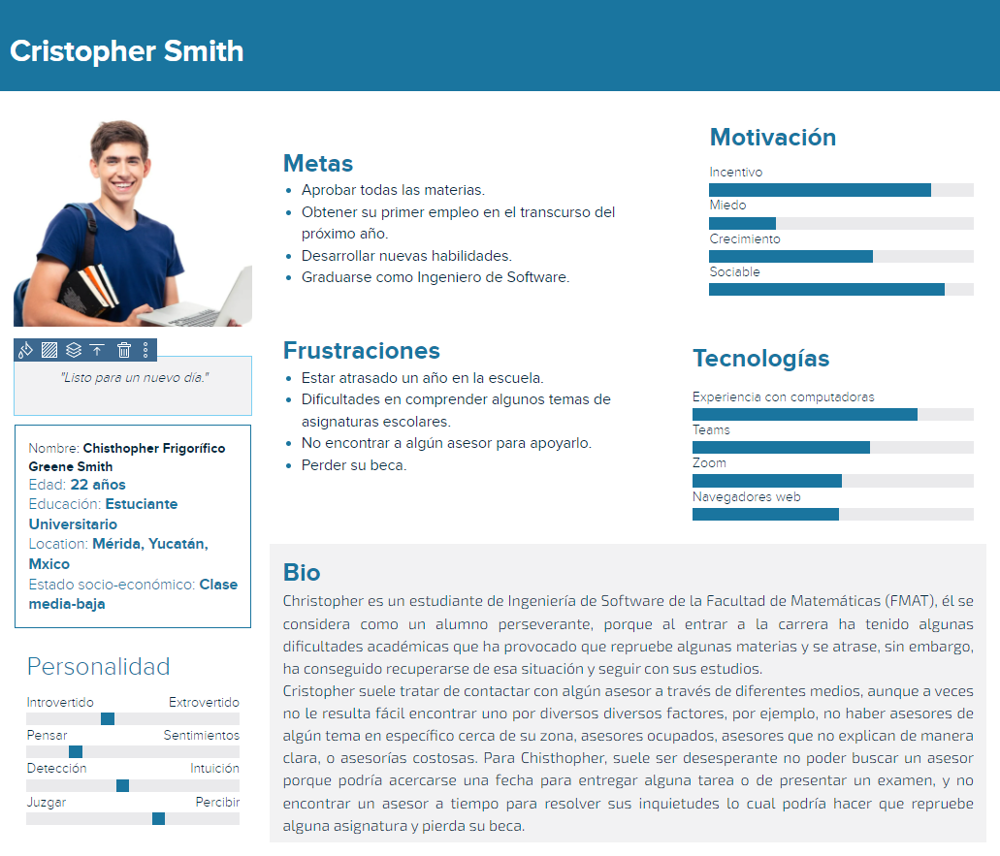 Cristopher Smith
"Listo para un nuevo día."
Nombre: Chisthopher Frigorífico
Greene Smith
Edad: 22 años
Educación: Estuciante
Universitario
Location: Mérida, Yucatán,
Mxico
Estado socio-económico: Clase
media-baja
Personalidad
Introvertido Extrovertido
Pensar Sentimientos
Detección Intuición
Juzgar Percibir
Metas
Aprobar todas las materias.
Obtener su primer empleo en el transcurso del
próximo año.
Desarrollar nuevas habilidades.
Graduarse como Ingeniero de Software.
Frustraciones
Estar atrasado un año en la escuela.
Dificultades en comprender algunos temas de
asignaturas escolares.
No encontrar a algún asesor para apoyarlo.
Perder su beca.
Motivación
Incentivo
Miedo
Crecimiento
Sociable
Tecnologías
Experiencia con computadoras
Teams
Zoom
Navegadores web
Bio
Christopher es un estudiante de Ingeniería de Software de la Facultad de Matemáticas (FMAT), él se
considera como un alumno perseverante, porque al entrar a la carrera ha tenido algunas
dificultades académicas que ha provocado que repruebe algunas materias y se atrase, sin embargo,
ha conseguido recuperarse de esa situación y seguir con sus estudios.
Cristopher suele tratar de contactar con algún asesor a través de diferentes medios, aunque a veces
no le resulta fácil encontrar uno por diversos diversos factores, por ejemplo, no haber asesores de
algún tema en específico cerca de su zona, asesores ocupados, asesores que no explican de manera
clara, o asesorías costosas. Para Chisthopher, suele ser desesperante no poder buscar un asesor
porque podría acercarse una fecha para entregar alguna tarea o de presentar un examen, y no
encontrar un asesor a tiempo para resolver sus inquietudes lo cual podría hacer que repruebe
alguna asignatura y pierda su beca.